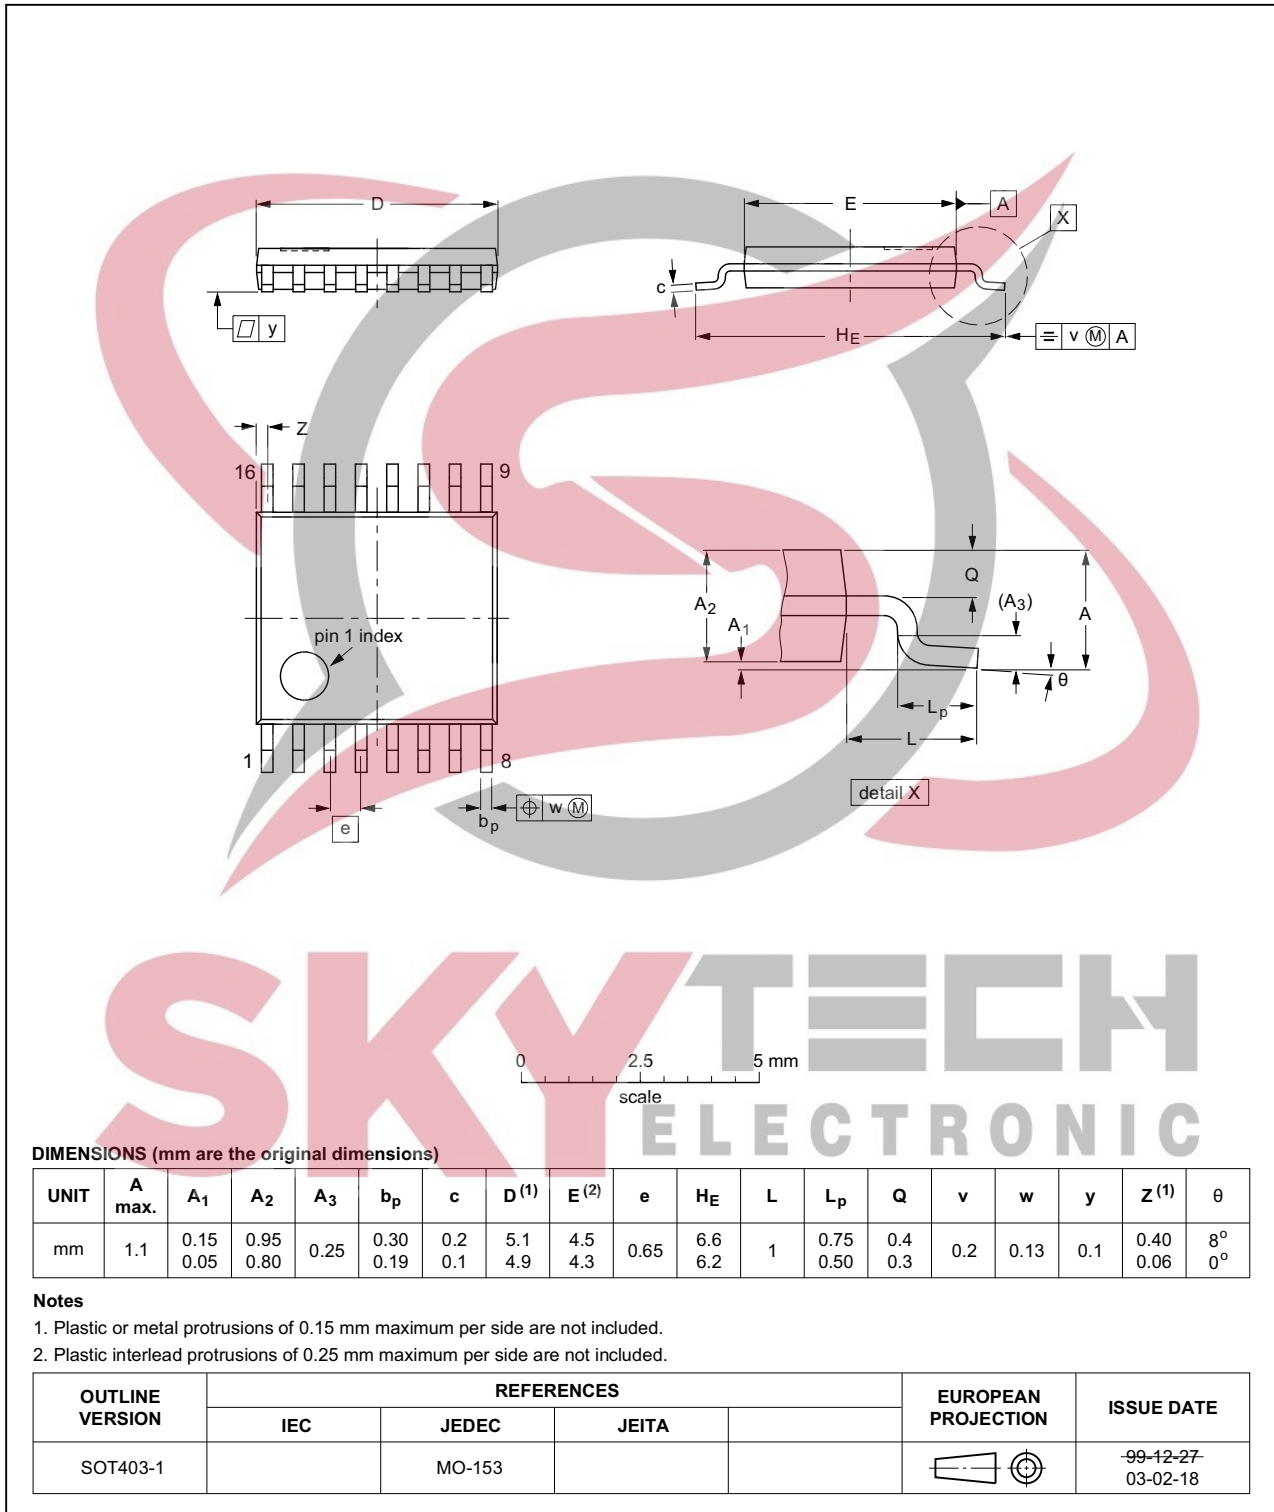 D
E
A
X
c
y
HE
v M A
Z
16
9
pin 1 index
1
8
e
bp
w M
A2
A1
Q
(A3)
A
θ
Lp
L
detail X
SKYTECH
ELECTRONIC
0 2.5 5 mm
scale
DIMENSIONS (mm are the original dimensions)
UNIT A max. A1 A2 A3 bp c D(1) E(2) e HE L Lp Q v w y Z(1) θ
mm 1.1 0.15 0.05 0.95 0.80 0.25 0.30 0.19 0.2 0.1 5.1 4.9 4.5 4.3 0.65 6.6 6.2 1 0.75 0.50 0.4 0.3 0.2 0.13 0.1 0.40 0.06 8° 0°
Notes
1. Plastic or metal protrusions of 0.15 mm maximum per side are not included.
2. Plastic interlead protrusions of 0.25 mm maximum per side are not included.
OUTLINE VERSION REFERENCES EUROPEAN PROJECTION ISSUE DATE
IEC JEDEC JEITA
SOT403-1 MO-153 99-12-27
03-02-18